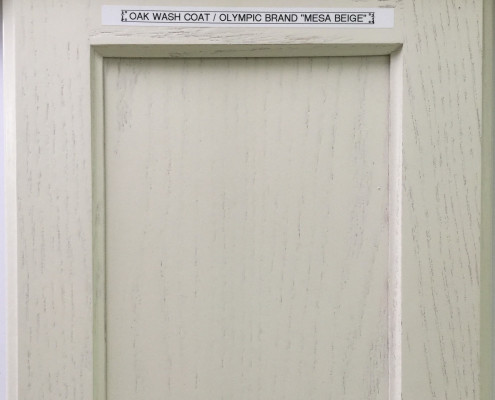 OAK WASH COAT / OLYMPIC BRAND "MESA BEIGE"